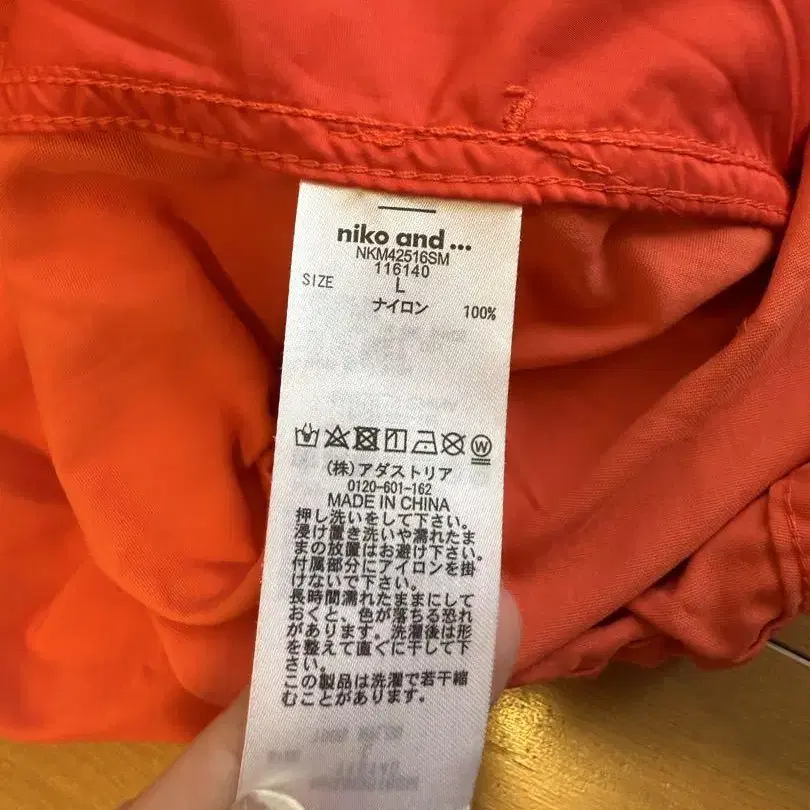 niko and ...
NKM42516SM
116140
SIZE L
ナイロン 100%
(株)アダストリア
0120-601-162
MADE IN CHINA
押し洗いをして下さい。
浸け置き洗いや濡れたま
まの放置はお避け下さい。
付属部分にアイロンを掛
けないで下さい。
長時間濡れたままにして
おくと、色が落ちる恐れ
があります。洗濯後は形
を整えて直ぐに干して下
さい。
この製品は洗濯で若干縮
むことがあります。